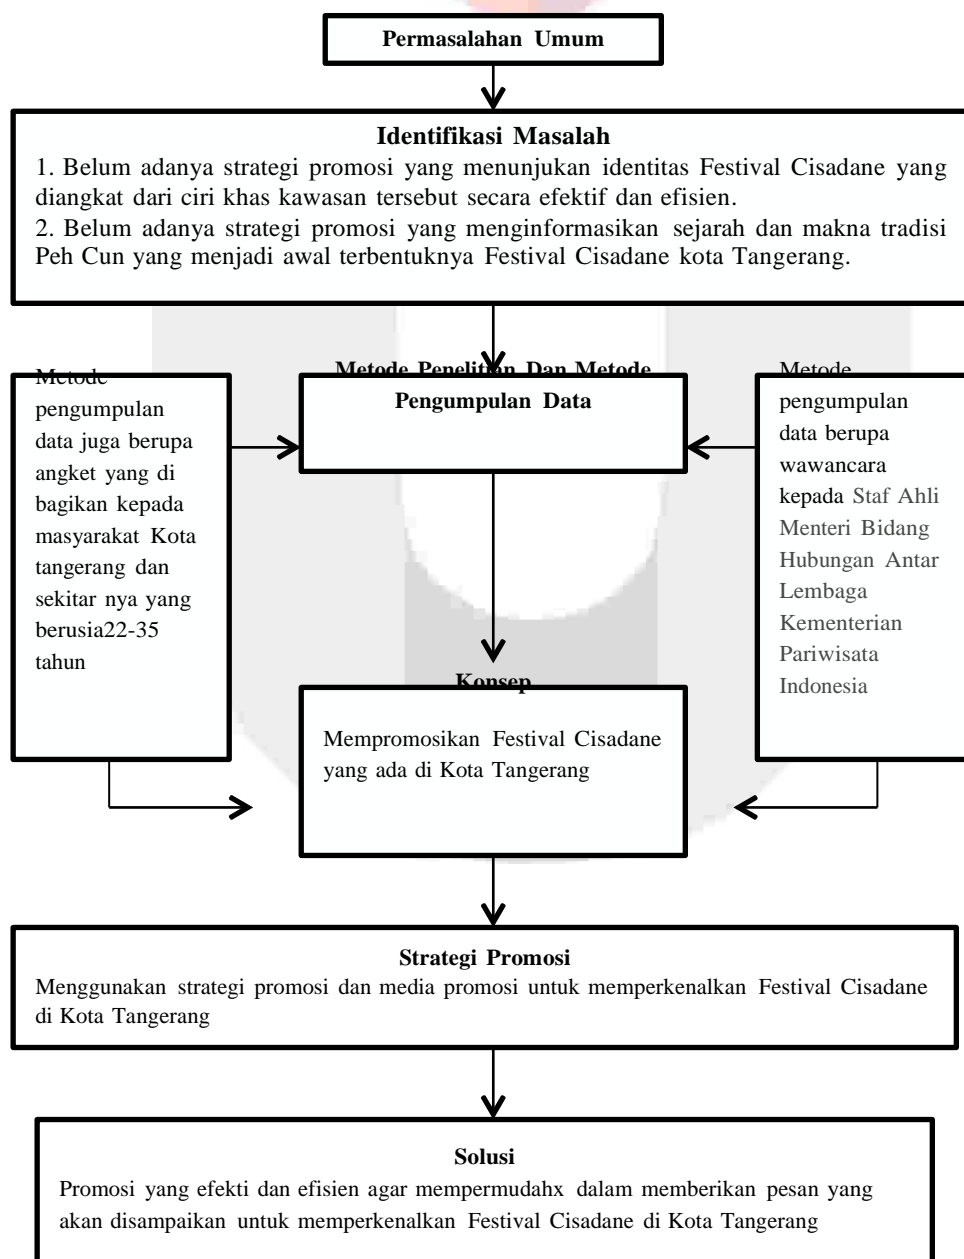 Permasalahan Umum
Identifikasi Masalah
1. Belum adanya strategi promosi yang menunjukan identitas Festival Cisadane yang
diangkat dari ciri khas kawasan tersebut secara efektif dan efisien.
2. Belum adanya strategi promosi yang menginformasikan sejarah dan makna tradisi
Peh Cun yang menjadi awal terbentuknya Festival Cisadane kota Tangerang.
Metode
pengumpulan
data juga berupa
angket yang di
bagikan kepada
masyarakat Kota
tangerang dan
sekitar nya yang
berusia22-35
tahun
Metode Penelitian Dan Metode
Pengumpulan Data
Metode
pengumpulan
data berupa
wawancara
kepada Staf Ahli
Menteri Bidang
Hubungan Antar
Lembaga
Kementerian
Pariwisata
Indonesia
Konsep
Mempromosikan Festival Cisadane
yang ada di Kota Tangerang
Strategi Promosi
Menggunakan strategi promosi dan media promosi untuk memperkenalkan Festival Cisadane
di Kota Tangerang
Solusi
Promosi yang efekti dan efisien agar mempermudahx dalam memberikan pesan yang
akan disampaikan untuk memperkenalkan Festival Cisadane di Kota Tangerang